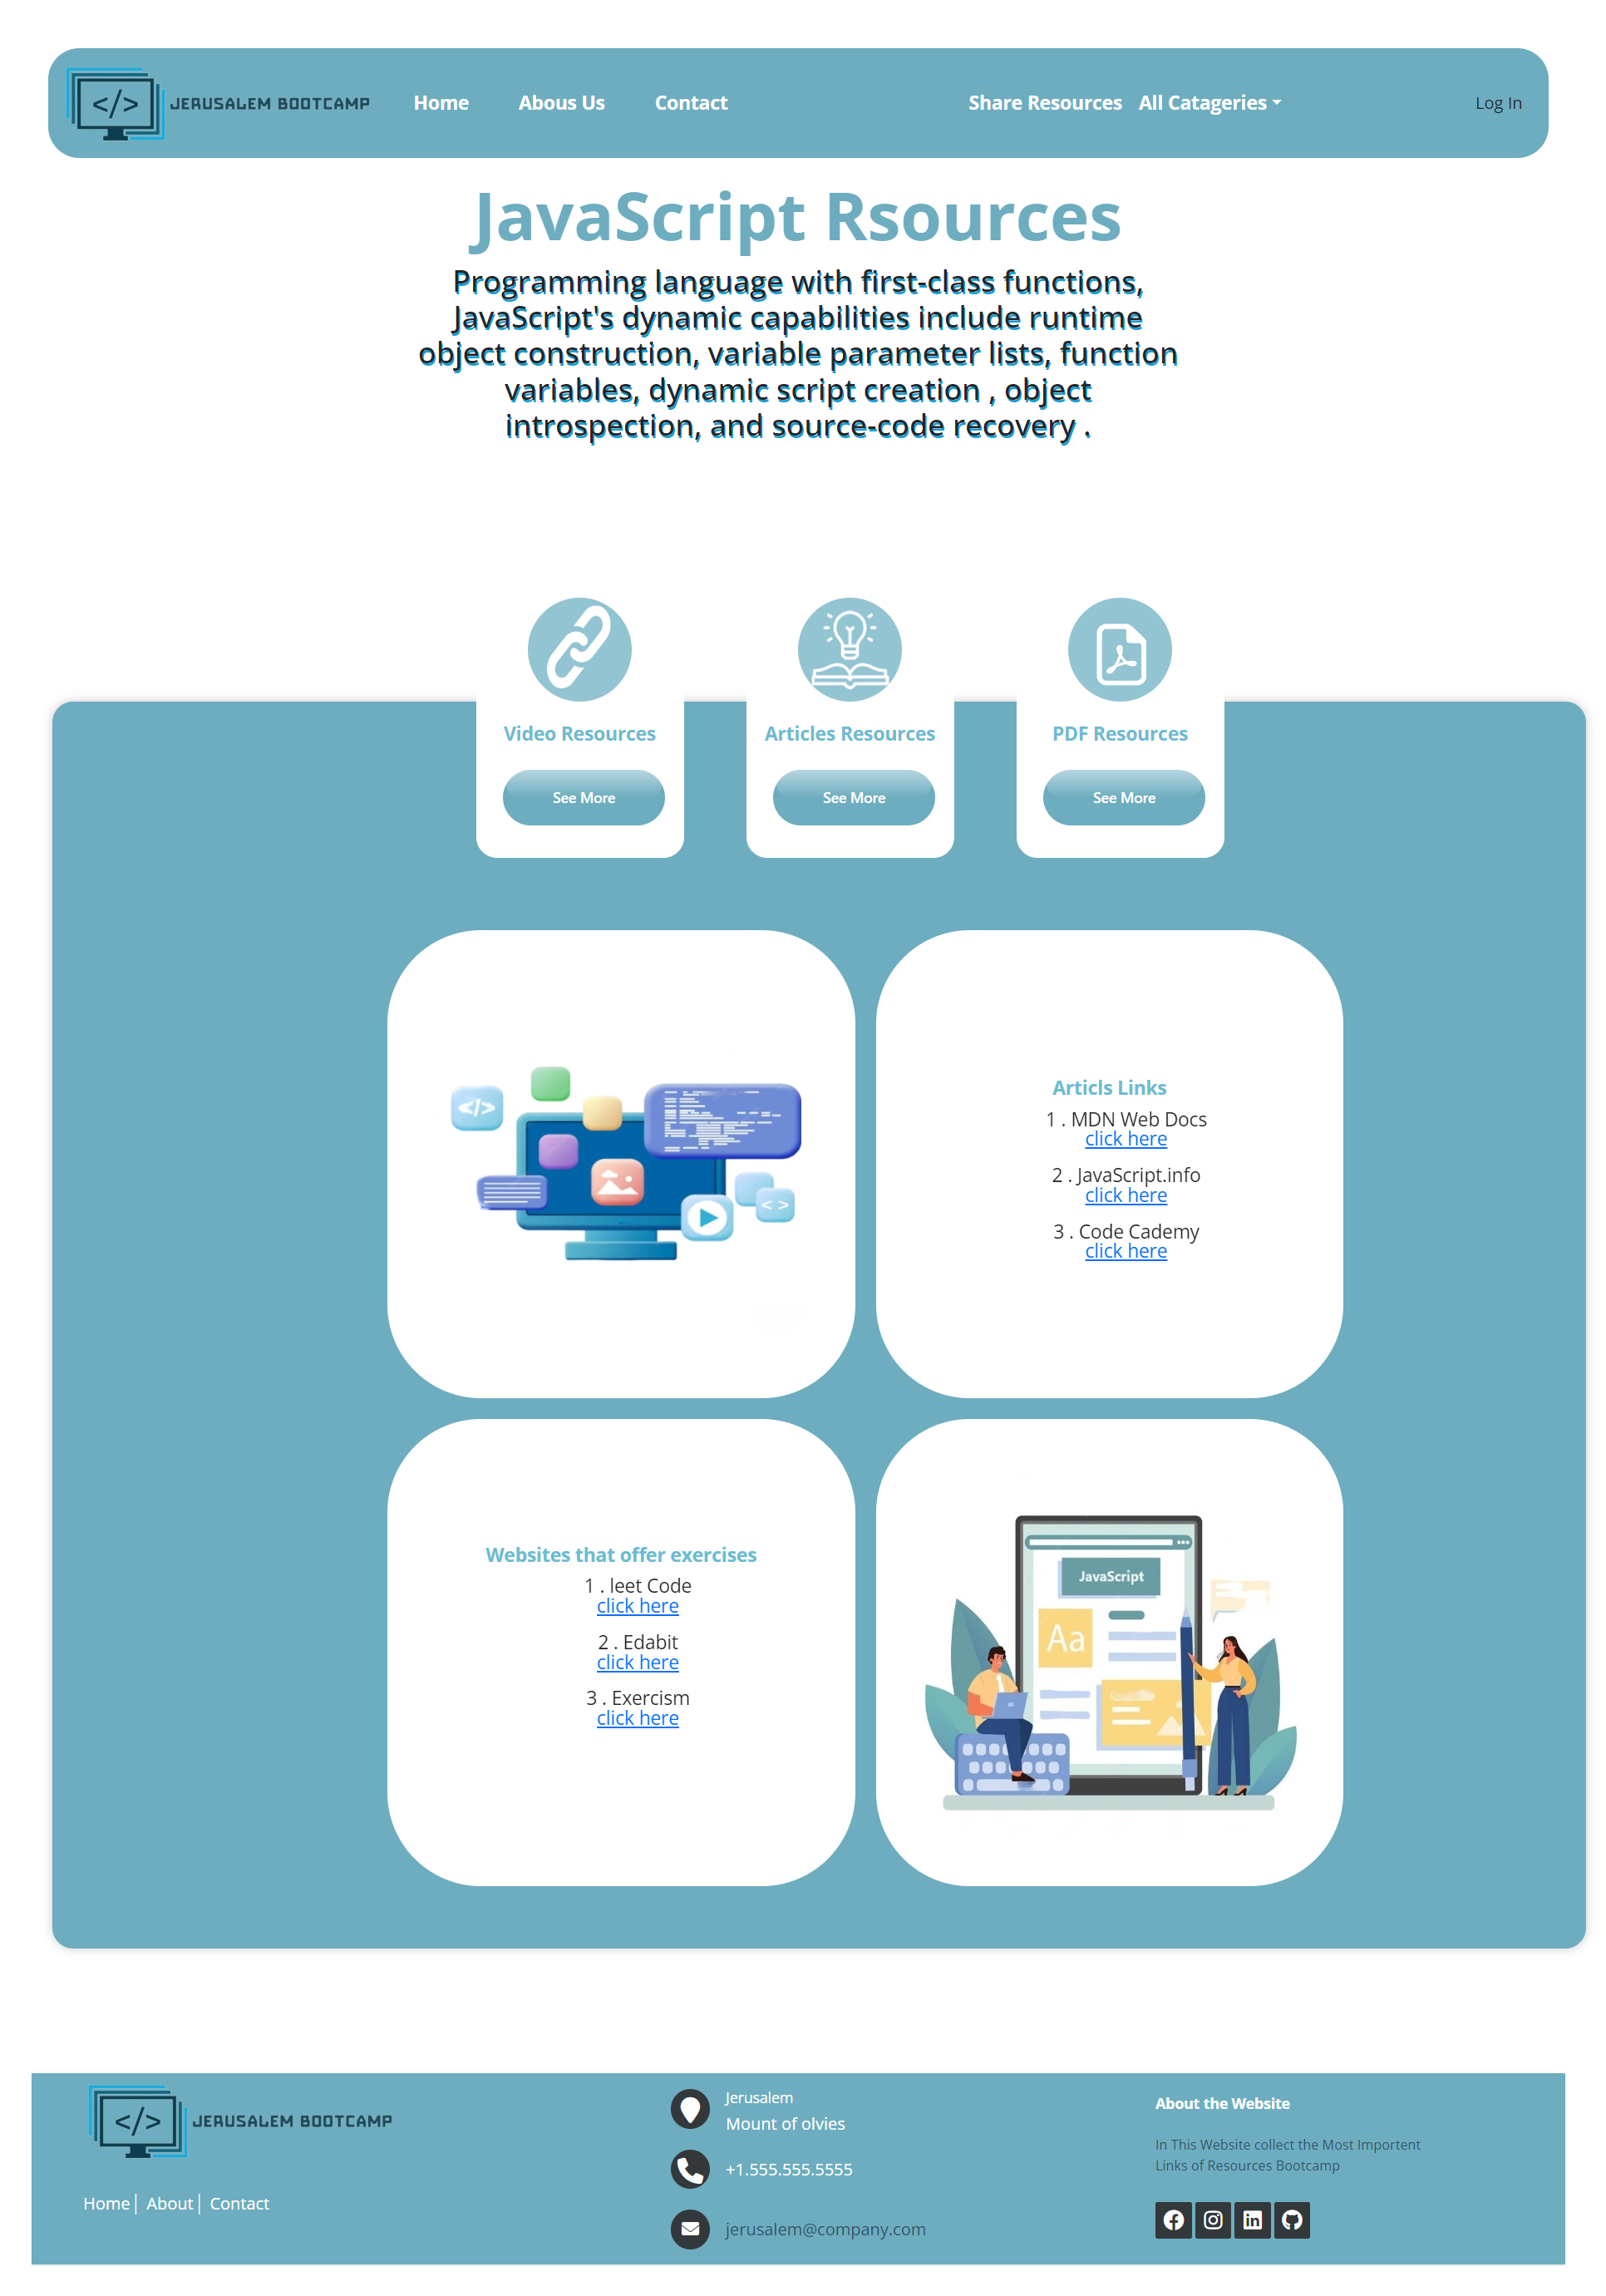 </> JERUSALEM BOOTCAMP Home Abous Us Contact Share Resources All Catageries Log In
JavaScript Rsources
Programming language with first-class functions,
JavaScript's dynamic capabilities include runtime
object construction, variable parameter lists, function
variables, dynamic script creation , object
introspection, and source-code recovery .
Video Resources
See More
Articles Resources
See More
PDF Resources
See More
</>
< >
Articls Links
1 . MDN Web Docs
click here
2 . JavaScript.info
click here
3 . Code Cademy
click here
Websites that offer exercises
1 . leet Code
click here
2 . Edabit
click here
3 . Exercism
click here
JavaScript
Aa
</> JERUSALEM BOOTCAMP
Home | About | Contact
Jerusalem
Mount of olvies
+1.555.555.5555
jerusalem@company.com
About the Website
In This Website collect the Most Importent
Links of Resources Bootcamp